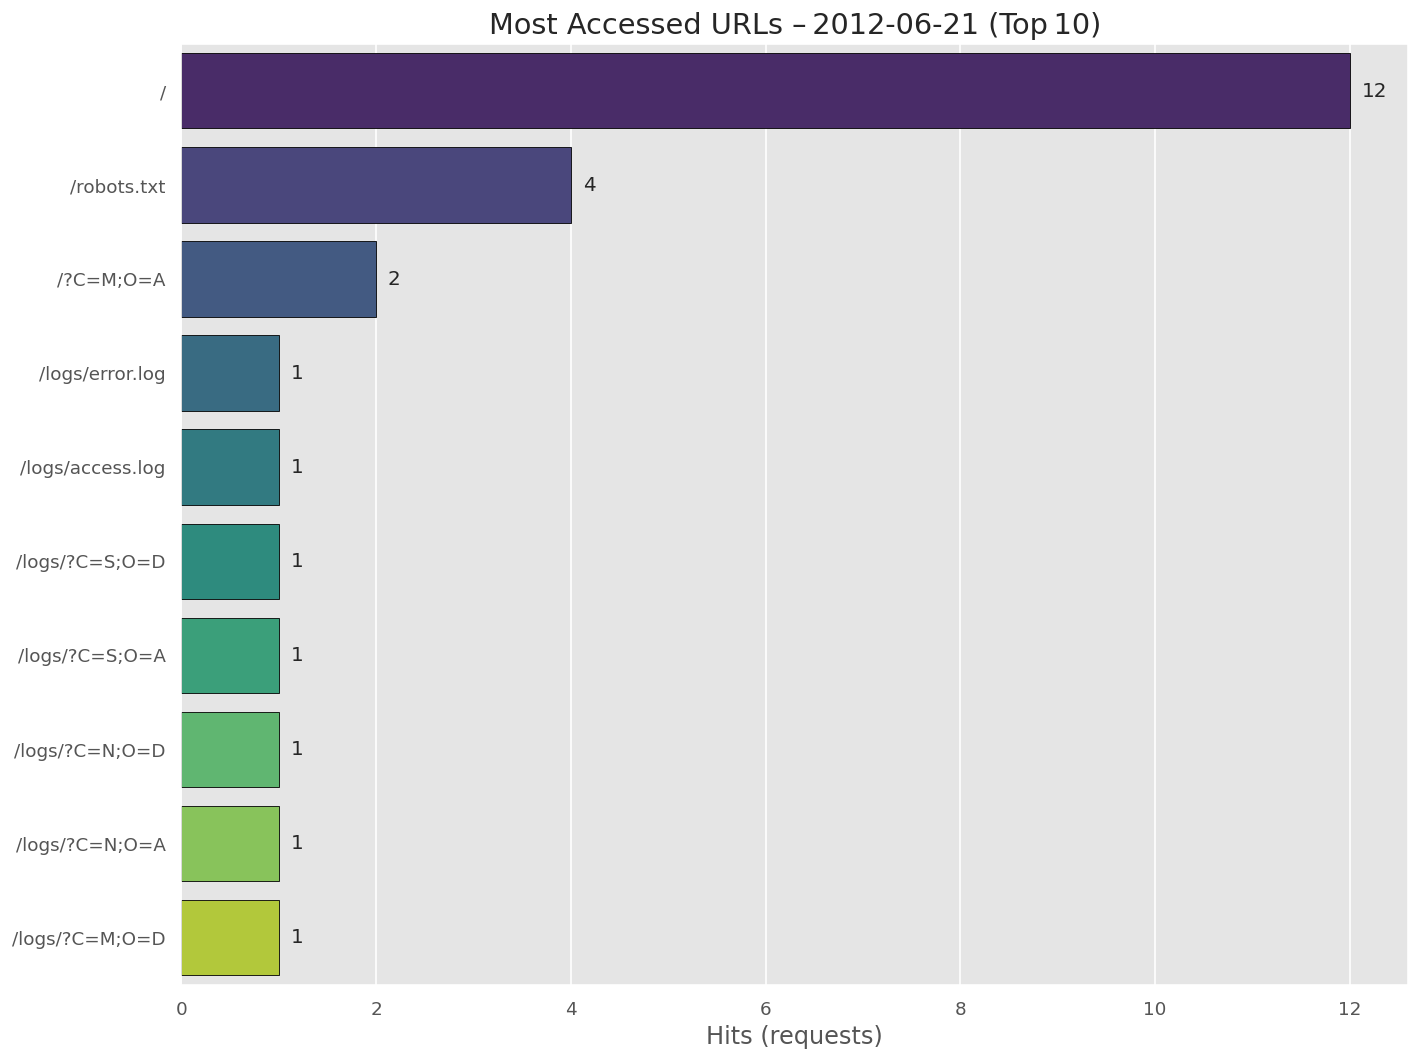 Most Accessed URLs – 2012-06-21 (Top 10)
/ 12
/robots.txt 4
/?C=M;O=A 2
/logs/error.log 1
/logs/access.log 1
/logs/?C=S;O=D 1
/logs/?C=S;O=A 1
/logs/?C=N;O=D 1
/logs/?C=N;O=A 1
/logs/?C=M;O=D 1
0 2 4 6 8 10 12
Hits (requests)